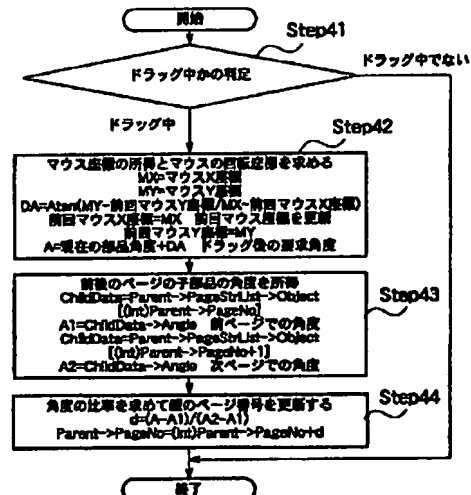 開始
Step41
ドラッグ中かの判定
ドラッグ中でない
ドラッグ中
Step42
マウス座標の所得とマウスの回転座標を求める
MX=マウスX座標
MY=マウスY座標
DA=Atan(MY-前回マウスY座標/MX-前回マウスX座標)
前回マウスX座標=MX 前回マウス座標を更新
前回マウスY座標=MY
A=現在の部品角度+DA ドラッグ後の要求角度
Step43
前後のページの子部品の角度を所得
ChildData=Parent->PageStrList->Object
[(int)Parent->PageNo]
A1=ChildData->Angle 前ページでの角度
ChildData=Parent->PageStrList->Object
[(int)Parent->PageNo+1]
A2=ChildData->Angle 次ページでの角度
Step44
角度の比率を求めて親のページ番号を更新する
d=(A-A1)/(A2-A1)
Parent->PageNo=(int)Parent->PageNo+d
終了